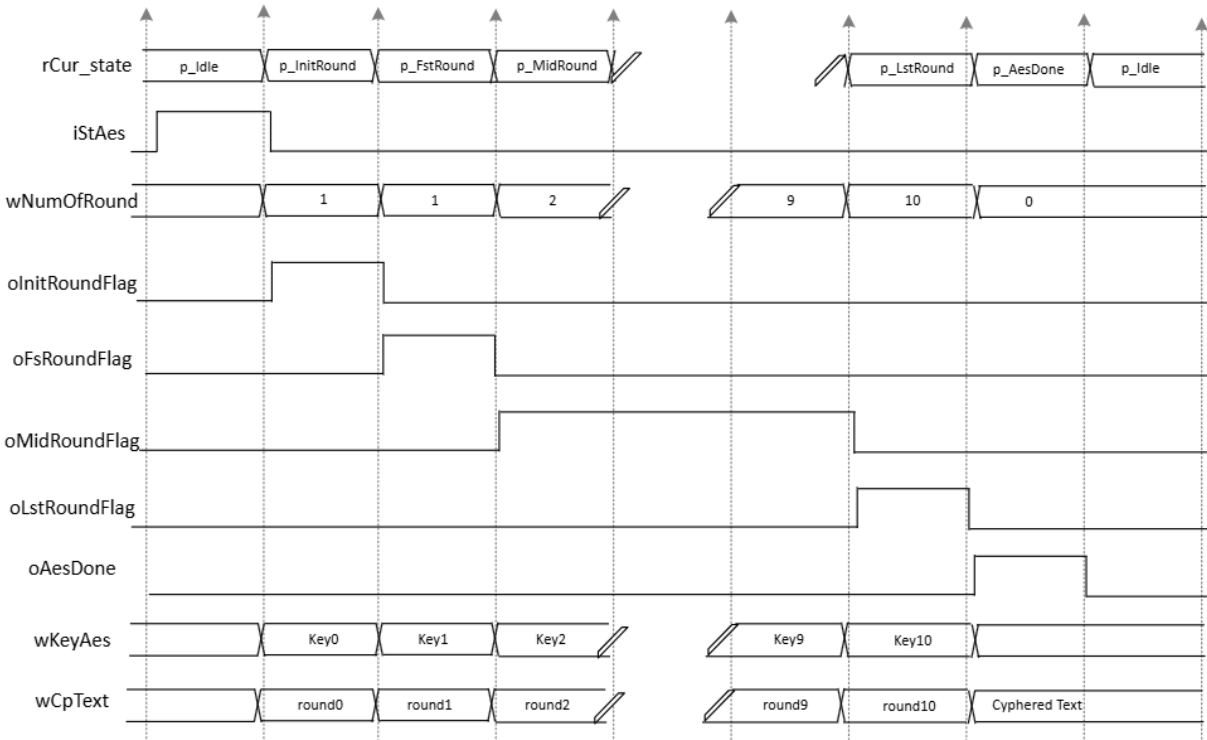 rCur_state p_Idle p_InitRound p_FstRound p_MidRound p_LstRound p_AesDone p_Idle
iStAes
wNumOfRound 1 1 2 9 10 0
oInitRoundFlag
oFsRoundFlag
oMidRoundFlag
oLstRoundFlag
oAesDone
wKeyAes Key0 Key1 Key2 Key9 Key10
wCpText round0 round1 round2 round9 round10 Cyphered Text